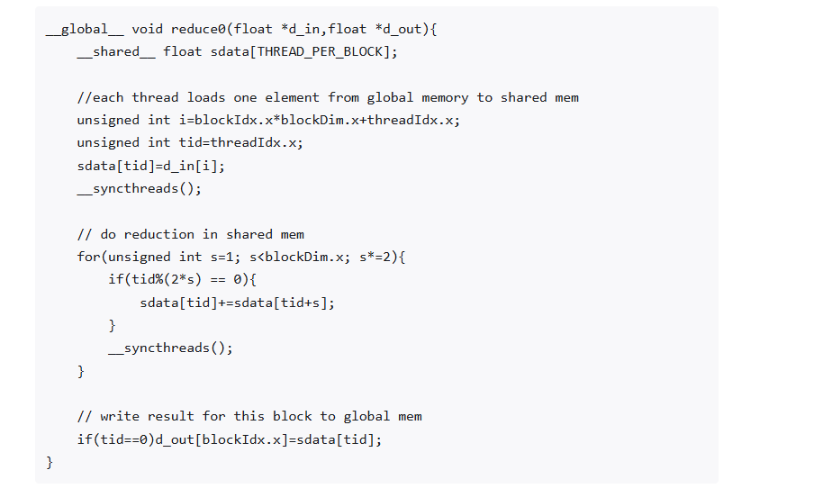 __global__ void reduce0(float *d_in,float *d_out){
    __shared__ float sdata[THREAD_PER_BLOCK];

    //each thread loads one element from global memory to shared mem
    unsigned int i=blockIdx.x*blockDim.x+threadIdx.x;
    unsigned int tid=threadIdx.x;
    sdata[tid]=d_in[i];
    __syncthreads();

    // do reduction in shared mem
    for(unsigned int s=1; s<blockDim.x; s*=2){
        if(tid%(2*s) == 0){
            sdata[tid]+=sdata[tid+s];
        }
        __syncthreads();
    }

    // write result for this block to global mem
    if(tid==0)d_out[blockIdx.x]=sdata[tid];
}